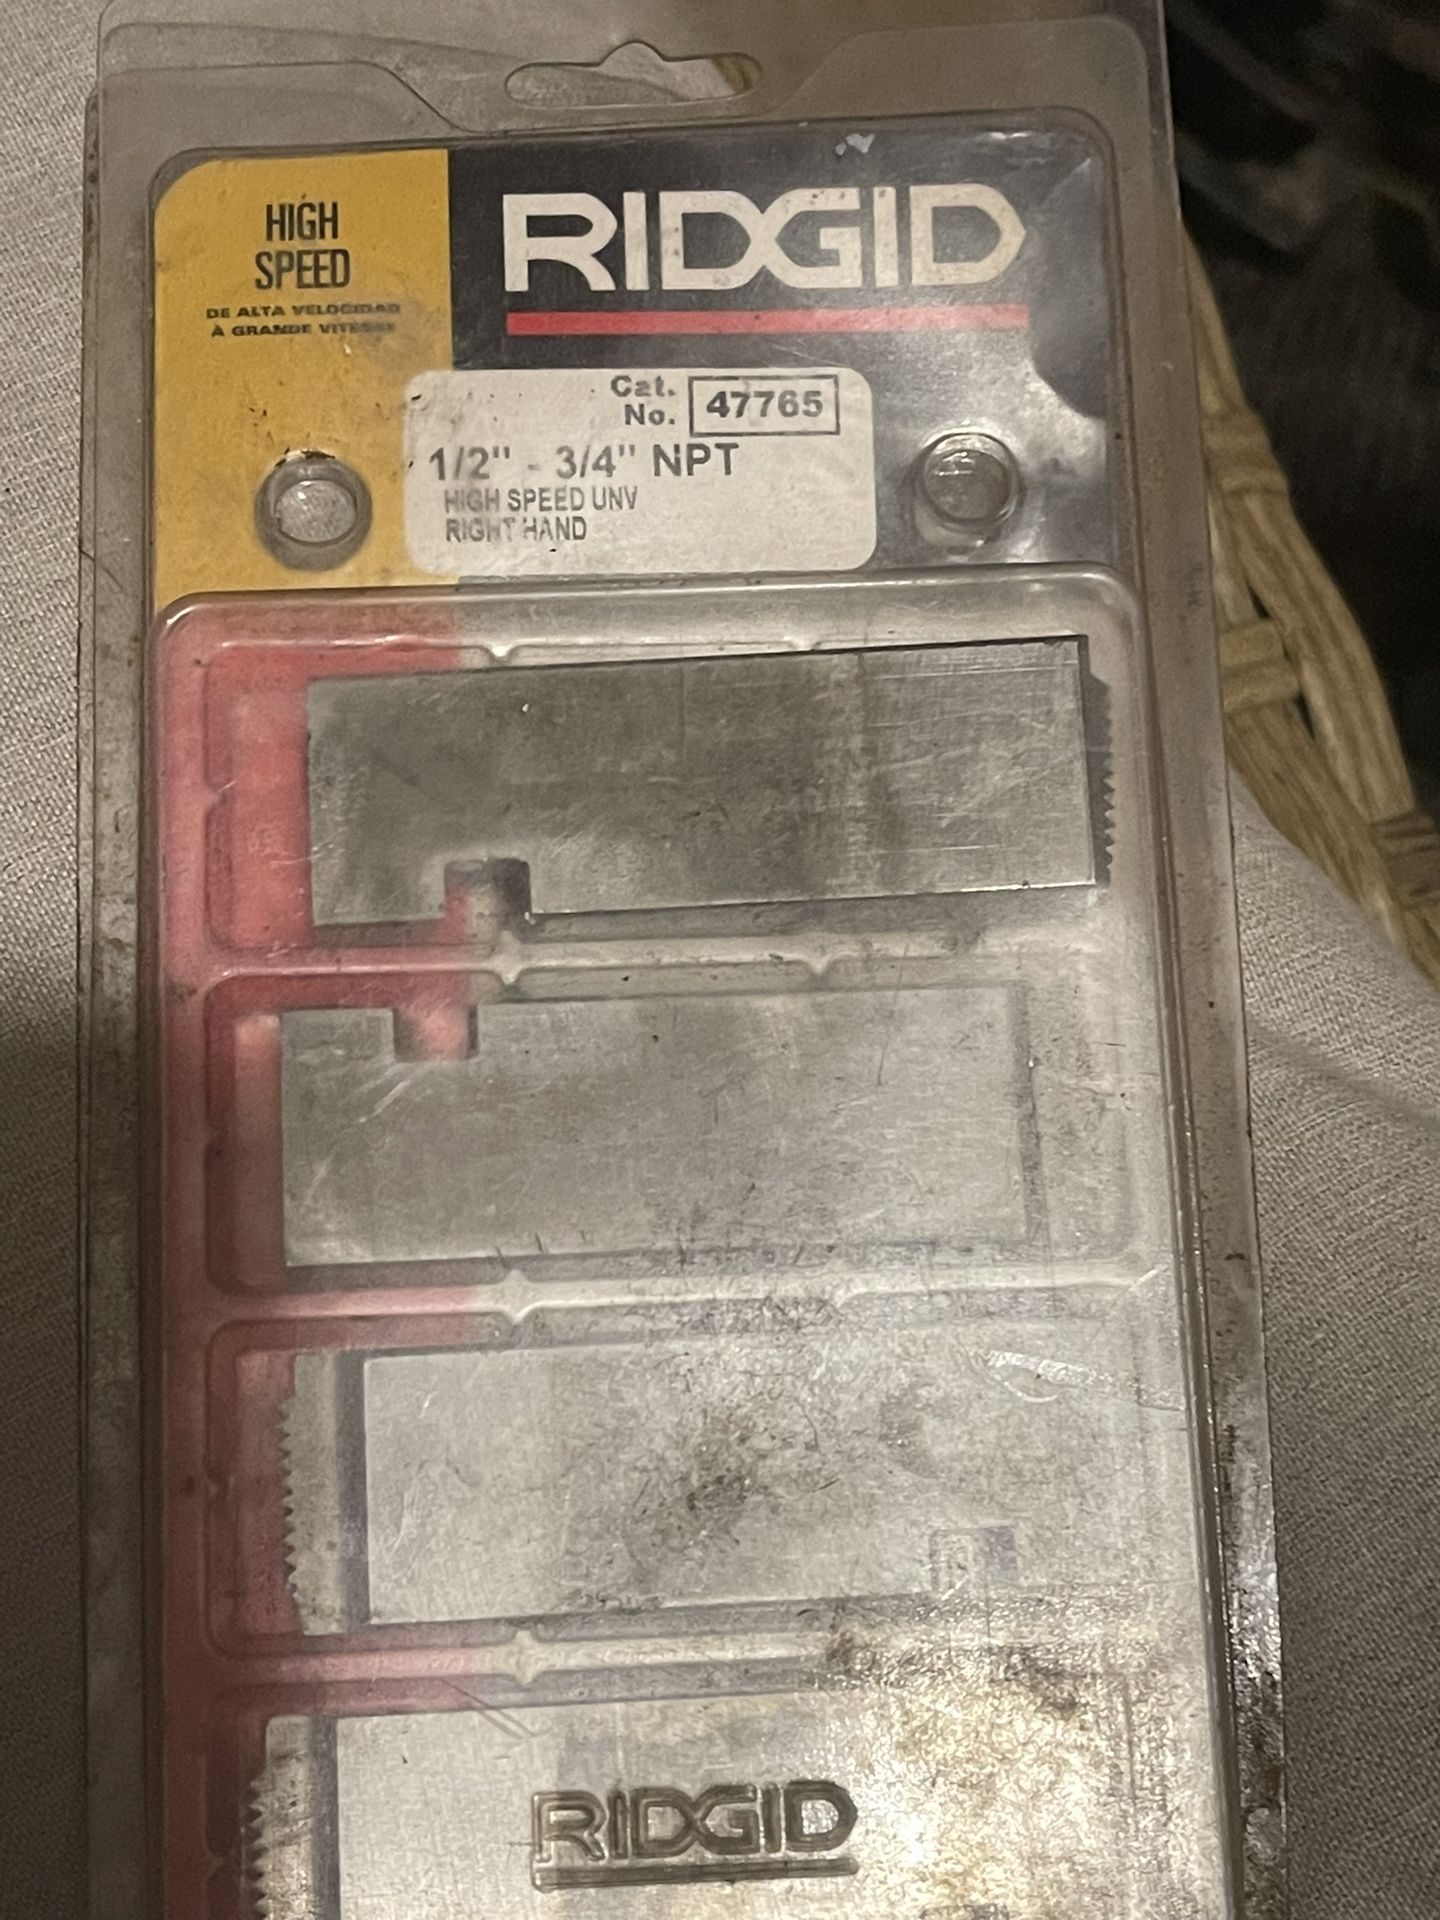 HIGH
SPEED
DE ALTA VELOCIDAD
À GRANDE VITESSE
RIDGID
Cat.
No. 47765
1/2" - 3/4" NPT
HIGH SPEED UNV
RIGHT HAND
RIDGID